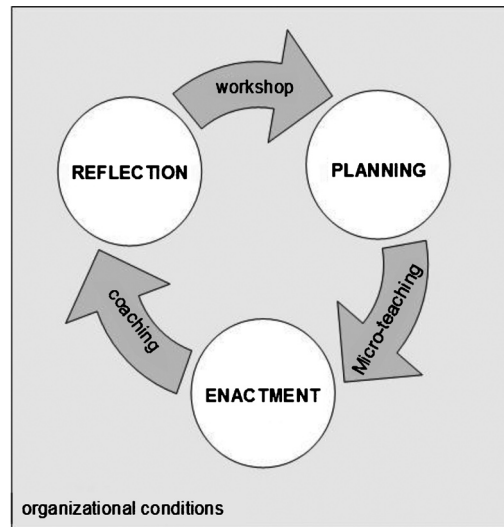 workshop
REFLECTION
PLANNING
coaching
Micro-teaching
ENACTMENT
organizational conditions